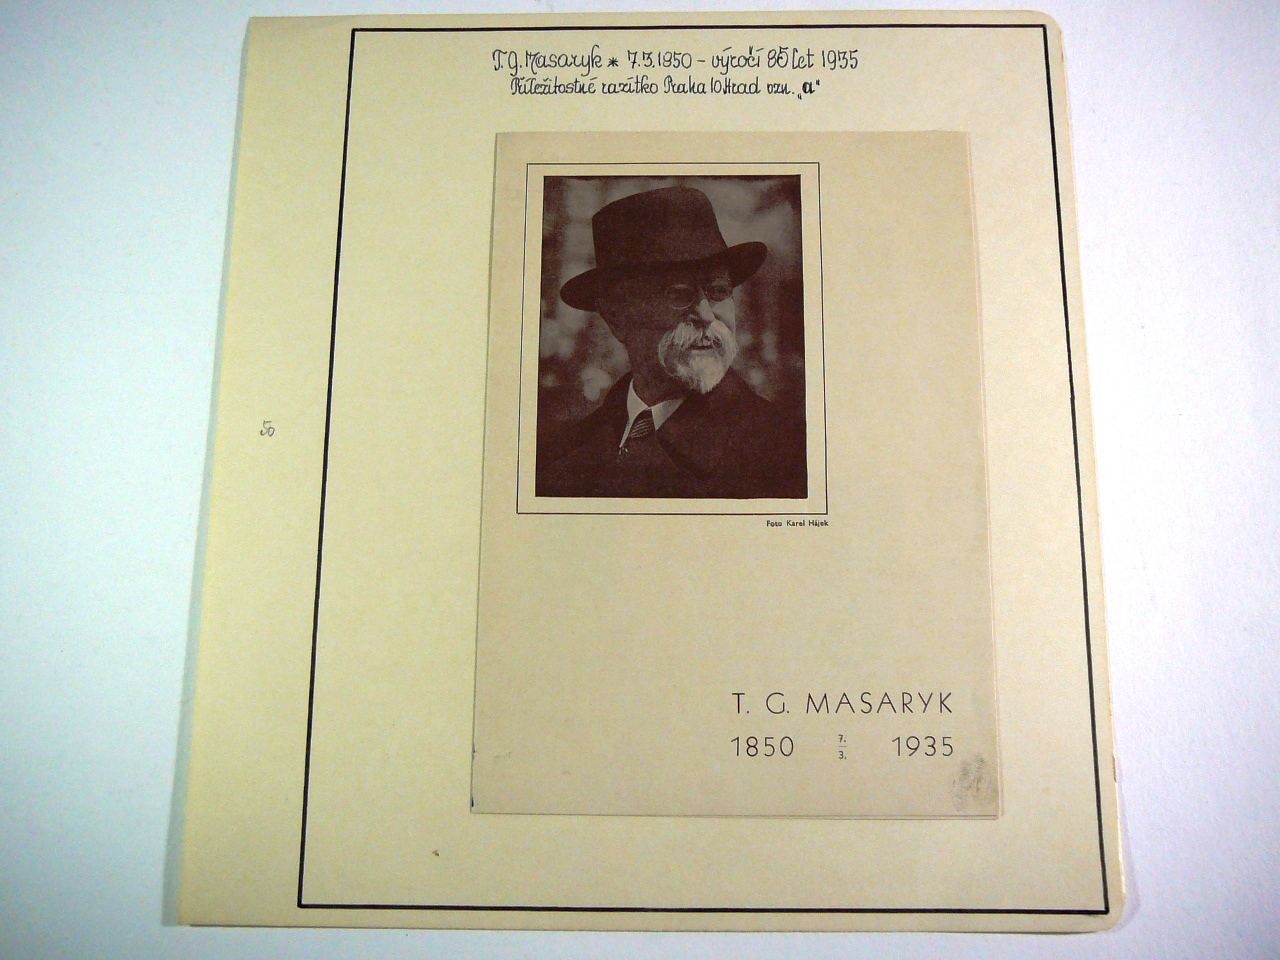 T.G. Masaryk * 7.3.1850 - výročí 85 let 1935
Příležitostné razítko Praha 10 Hrad ozn. „a“
50
Foto Karel Hájek
T. G. MASARYK
1850 7. 3. 1935